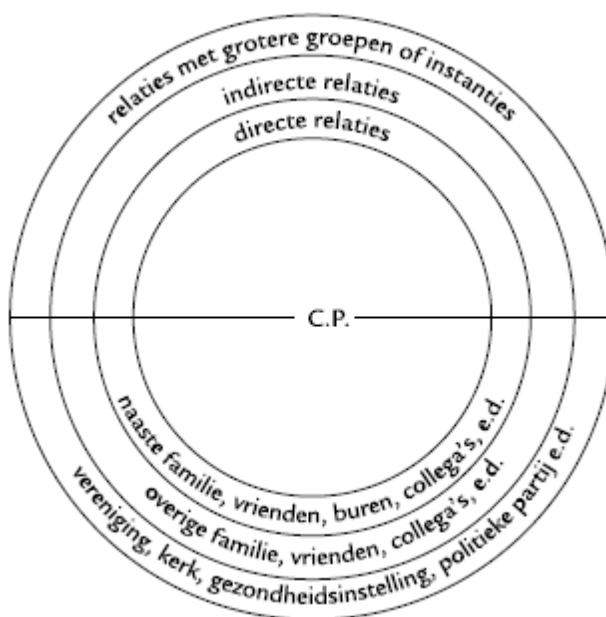 relaties met grotere groepen of instanties
indirecte relaties
directe relaties
C.P.
naaste familie, vrienden, buren, collega's, e.d.
overige familie, vrienden, collega's, e.d.
vereniging, kerk, gezondheidsinstelling, politieke partij e.d.